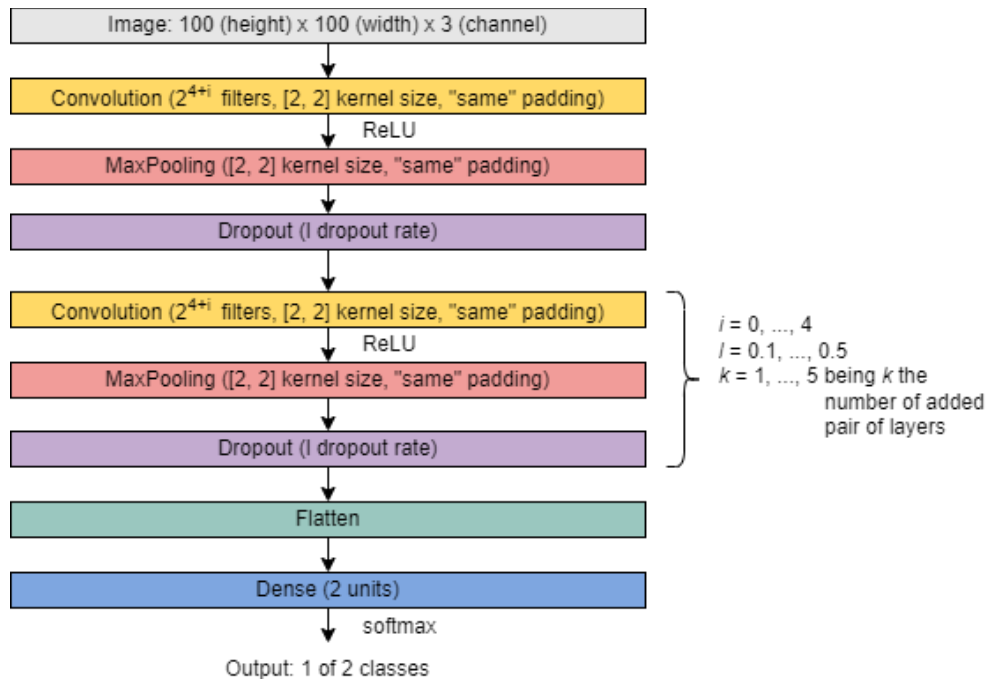 Image: 100 (height) x 100 (width) x 3 (channel)
Convolution (2^{4+i} filters, [2, 2] kernel size, "same" padding)
ReLU
MaxPooling ([2, 2] kernel size, "same" padding)
Dropout (l dropout rate)
Convolution (2^{4+i} filters, [2, 2] kernel size, "same" padding)
ReLU
MaxPooling ([2, 2] kernel size, "same" padding)
Dropout (l dropout rate)
i = 0, ..., 4
l = 0.1, ..., 0.5
k = 1, ..., 5 being k the
number of added
pair of layers
Flatten
Dense (2 units)
softmax
Output: 1 of 2 classes